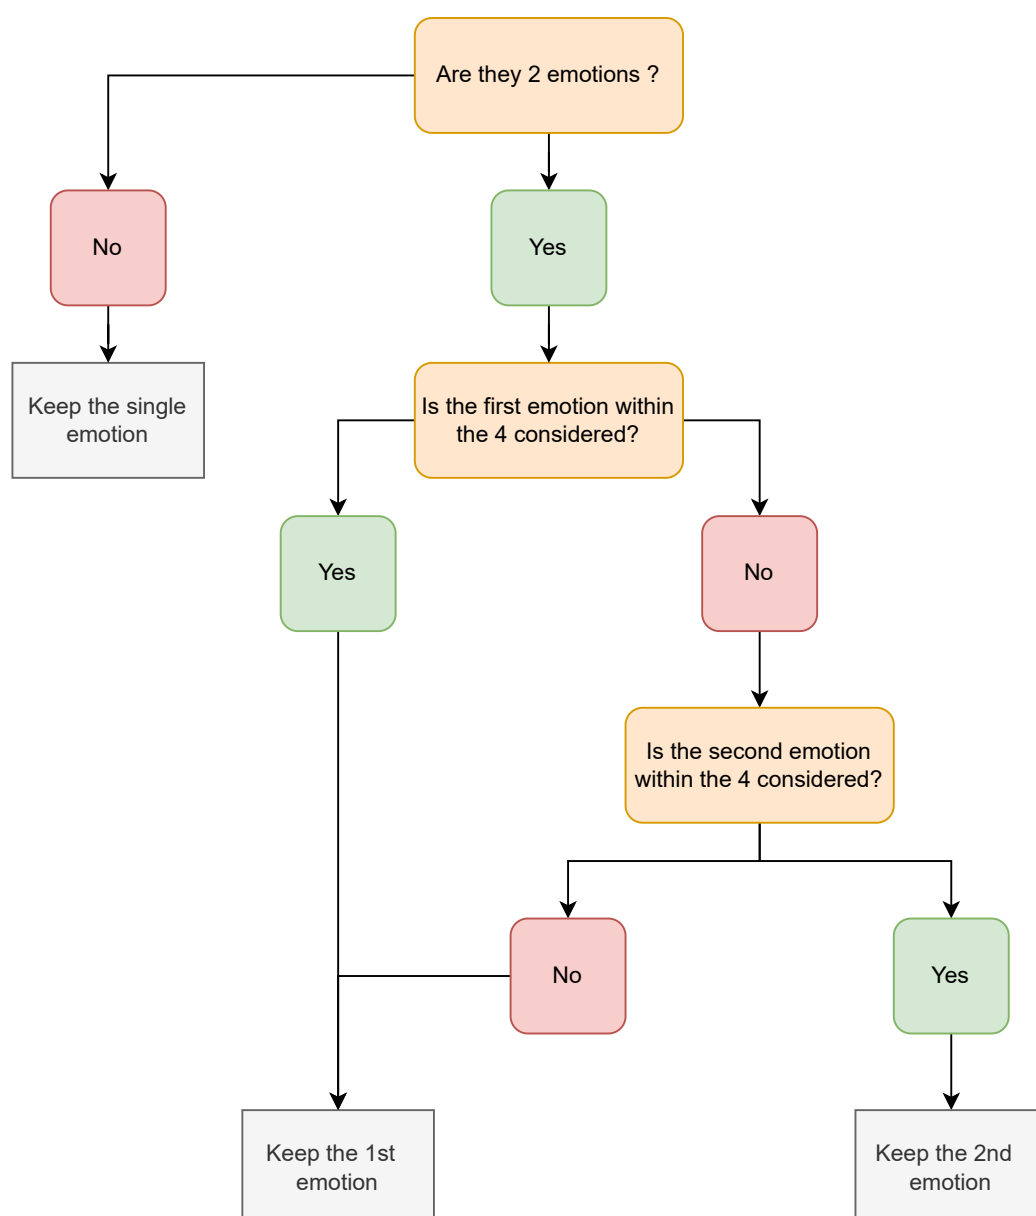 Are they 2 emotions ?
No
Yes
Keep the single
emotion
Is the first emotion within
the 4 considered?
Yes
No
Is the second emotion
within the 4 considered?
No
Yes
Keep the 1st
emotion
Keep the 2nd
emotion